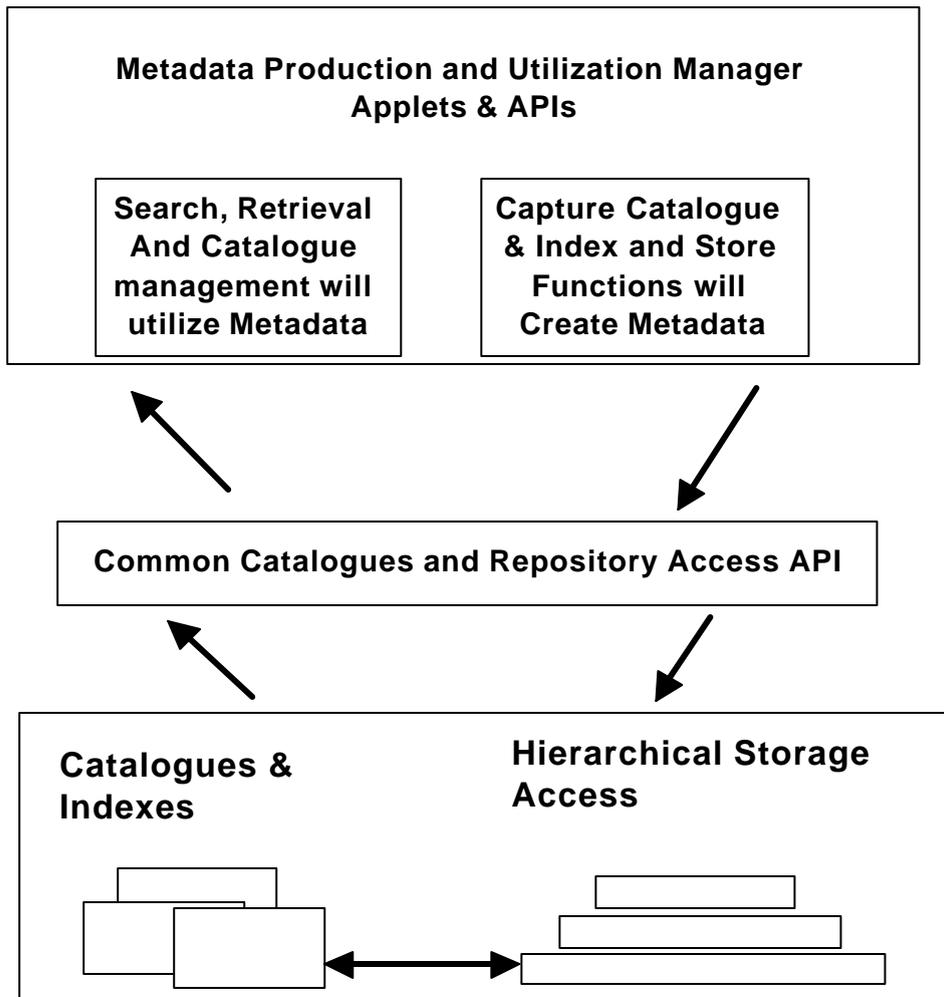 Metadata Production and Utilization Manager
Applets & APIs
Search, Retrieval
And Catalogue
management will
utilize Metadata
Capture Catalogue
& Index and Store
Functions will
Create Metadata
Common Catalogues and Repository Access API
Catalogues &
Indexes
Hierarchical Storage
Access